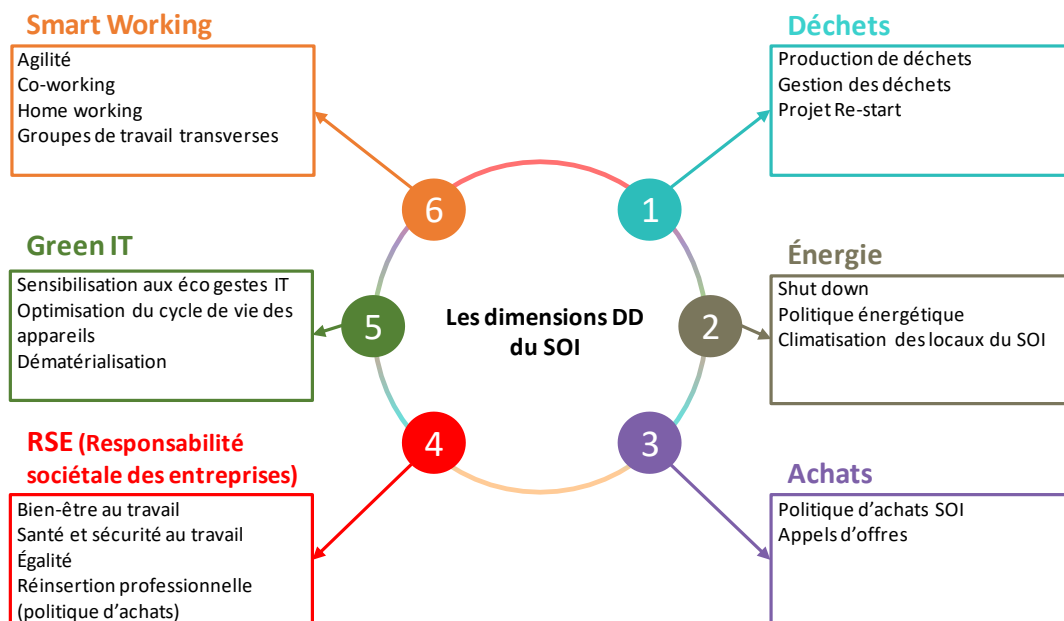 Smart Working
Agilité
Co-working
Home working
Groupes de travail transverses
6
Déchets
Production de déchets
Gestion des déchets
Projet Re-start
1
Green IT
Sensibilisation aux éco gestes IT
Optimisation du cycle de vie des
appareils
Dématérialisation
5
Les dimensions DD
du SOI
Énergie
Shut down
Politique énergétique
Climatisation des locaux du SOI
2
RSE (Responsabilité
sociétale des entreprises)
Bien-être au travail
Santé et sécurité au travail
Égalité
Réinsertion professionnelle
(politique d'achats)
4
Achats
Politique d'achats SOI
Appels d'offres
3